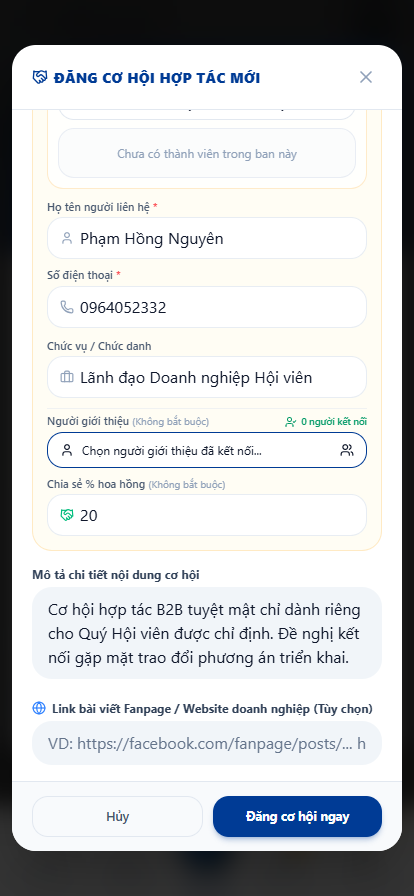 ĐĂNG CƠ HỘI HỢP TÁC MỚI
Chưa có thành viên trong ban này
Họ tên người liên hệ *
Phạm Hồng Nguyên
Số điện thoại *
0964052332
Chức vụ / Chức danh
Lãnh đạo Doanh nghiệp Hội viên
Người giới thiệu (Không bắt buộc)
0 người kết nối
Chọn người giới thiệu đã kết nối...
Chia sẻ % hoa hồng (Không bắt buộc)
20
Mô tả chi tiết nội dung cơ hội
Cơ hội hợp tác B2B tuyệt mật chỉ dành riêng
cho Quý Hội viên được chỉ định. Đề nghị kết
nối gặp mặt trao đổi phương án triển khai.
Link bài viết Fanpage / Website doanh nghiệp (Tùy chọn)
VD: https://facebook.com/fanpage/posts/... h
Hủy
Đăng cơ hội ngay